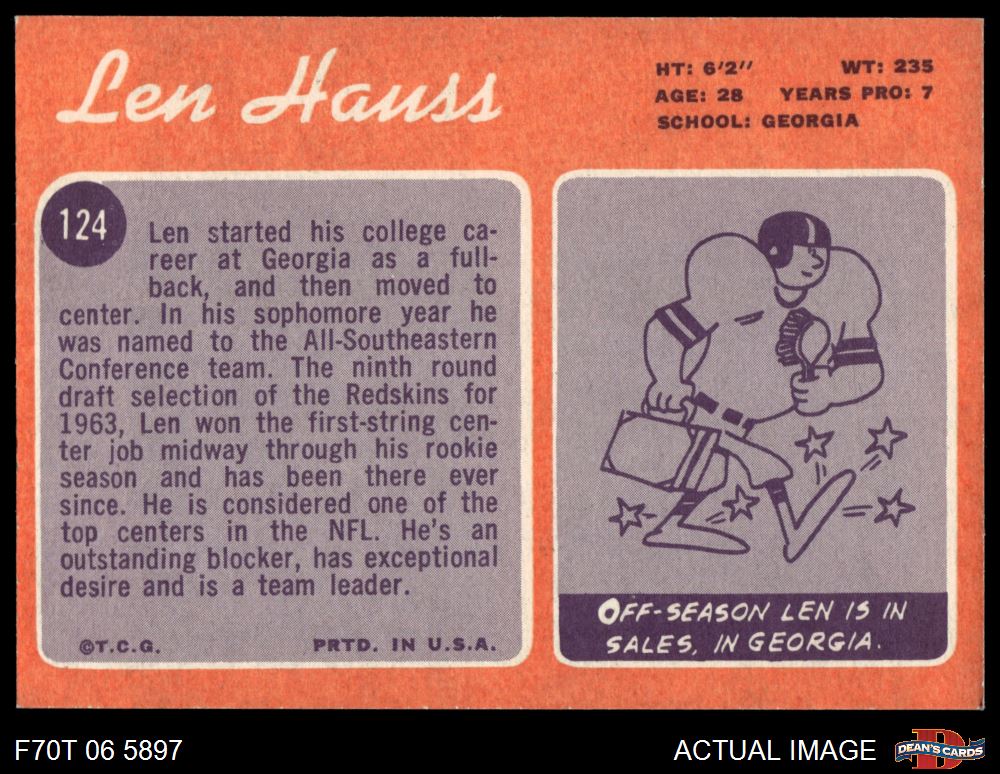 Len Hauss
HT: 6'2" WT: 235
AGE: 28 YEARS PRO: 7
SCHOOL: GEORGIA
124
Len started his college ca-
reer at Georgia as a full-
back, and then moved to
center. In his sophomore year he
was named to the All-Southeastern
Conference team. The ninth round
draft selection of the Redskins for
1963, Len won the first-string cen-
ter job midway through his rookie
season and has been there ever
since. He is considered one of the
top centers in the NFL. He's an
outstanding blocker, has exceptional
desire and is a team leader.
©T.C.G. PRTD. IN U.S.A.
OFF-SEASON LEN IS IN
SALES, IN GEORGIA.
F70T 06 5897
ACTUAL IMAGE
D
DEAN'S CARDS